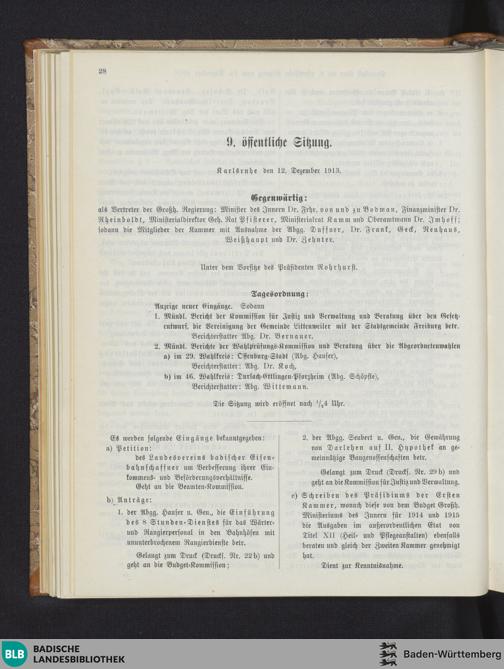 28
9. öffentliche Sitzung.
Karlsruhe den 12. Dezember 1913.
Gegenwärtig:
als Vertreter der Großh. Regierung: Minister des Innern Dr. Frhr. von und zu Bodman, Finanzminister Dr.
Rheinboldt, Ministerialdirektor Geh. Rat Pfisterer, Ministerialrat Kamm und Oberamtmann Dr. Imhoff;
sodann die Mitglieder der Kammer mit Ausnahme der Abgg. Duffner, Dr. Frank, Geck, Neuhaus,
Weißhaupt und Dr. Zehnter.
Unter dem Vorsitze des Präsidenten Rohrhurst.
Tagesordnung:
Anzeige neuer Eingänge. Sodann
1. Mündl. Bericht der Kommission für Justiz und Verwaltung und Beratung über den Gesetz-
entwurf, die Vereinigung der Gemeinde Littenweiler mit der Stadtgemeinde Freiburg betr.
Berichterstatter Abg. Dr. Bernauer.
2. Mündl. Berichte der Wahlprüfungs-Kommission und Beratung über die Abgeordnetenwahlen
a) im 29. Wahlkreis: Offenburg-Stadt (Abg. Hauser),
Berichterstatter: Abg. Dr. Koch,
b) im 46. Wahlkreis: Durlach-Ettlingen-Pforzheim (Abg. Schöpfle),
Berichterstatter: Abg. Wittemann.
Die Sitzung wird eröffnet nach ¼4 Uhr.
Es werden folgende Eingänge bekanntgegeben:
a) Petition:
des Landesvereins badischer Eisen-
bahnschaffner um Verbesserung ihrer Ein-
kommens- und Beförderungsverhältnisse.
Geht an die Beamten-Kommission.
b) Anträge:
1. der Abgg. Hauser u. Gen., die Einführung
des 8 Stunden-Dienstes für das Wärter-
und Rangierpersonal in den Bahnhöfen mit
ununterbrochenem Rangierdienste betr.
Gelangt zum Druck (Drucks. Nr. 22 b) und
geht an die Budget-Kommission;
2. der Abgg. Seubert u. Gen., die Gewährung
von Darlehen auf II. Hypothek an ge-
meinnützige Baugenossenschaften betr.
Gelangt zum Druck (Drucks. Nr. 29 b) und
geht an die Kommission für Justiz und Verwaltung.
c) Schreiben des Präsidiums der Ersten
Kammer, wonach diese von dem Budget Großh.
Ministeriums des Innern für 1914 und 1915
die Ausgaben im außerordentlichen Etat von
Titel XII (Heil- und Pflegeanstalten) ebenfalls
beraten und gleich der Zweiten Kammer genehmigt
hat.
Dient zur Kenntnisnahme.
BLB BADISCHE
LANDESBIBLIOTHEK
Baden-Württemberg